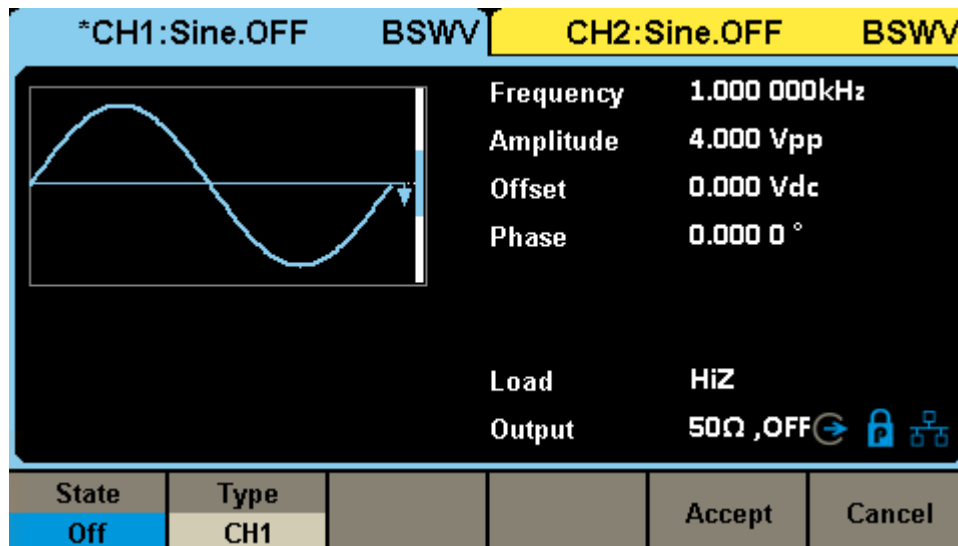 *CH1:Sine.OFF BSWV CH2:Sine.OFF BSWV
Frequency 1.000 000kHz
Amplitude 4.000 Vpp
Offset 0.000 Vdc
Phase 0.000 0 °
Load HiZ
Output 50Ω ,OFF P
State Type
Off CH1 Accept Cancel